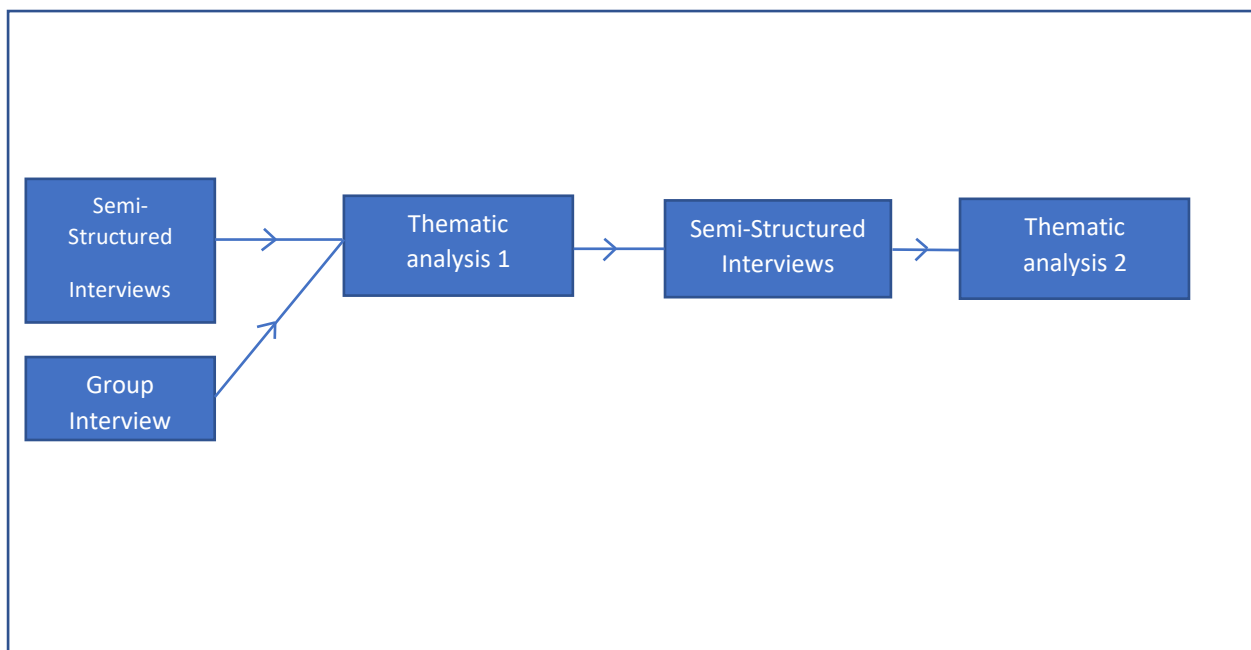 Semi-
Structured
Interviews
Group
Interview
Thematic
analysis 1
Semi-Structured
Interviews
Thematic
analysis 2